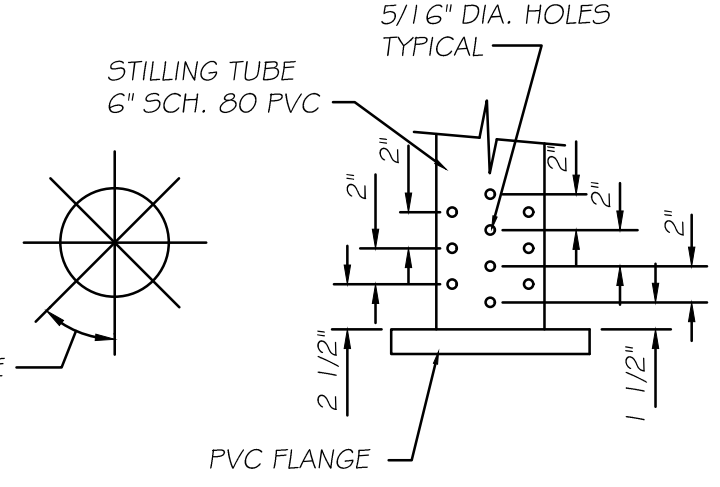 5/16" DIA. HOLES
TYPICAL
STILLING TUBE
6" SCH. 80 PVC
2"
2"
2"
2"
2"
2 1/2"
1 1/2"
PVC FLANGE